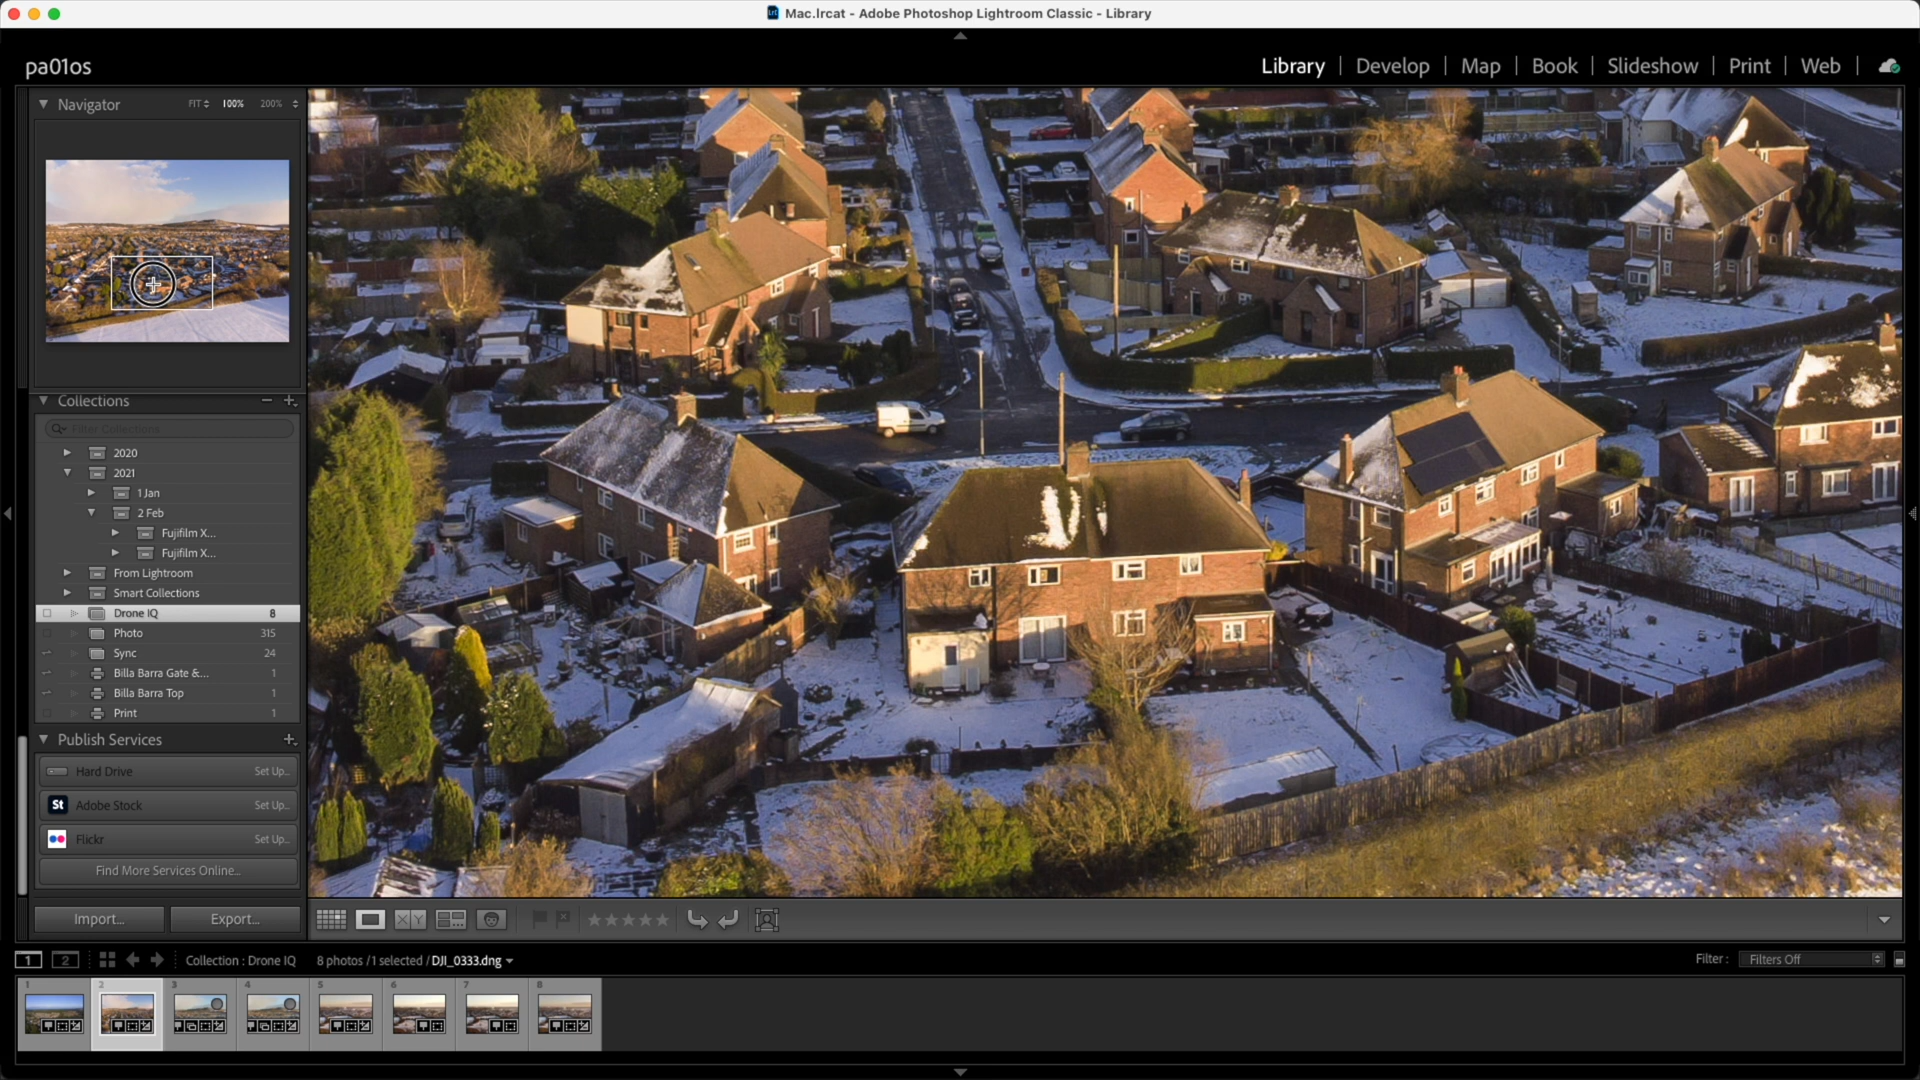 Mac.lrcat - Adobe Photoshop Lightroom Classic - Library
pa01os
Library | Develop | Map | Book | Slideshow | Print | Web |
Navigator FIT 100% 200%
Collections
Filter Collections
2020
2021
1 Jan
2 Feb
Fujifilm X...
Fujifilm X...
From Lightroom
Smart Collections
Drone IQ 8
Photo 315
Sync 24
Billa Barra Gate &... 1
Billa Barra Top 1
Print 1
Publish Services
Hard Drive Set Up...
St Adobe Stock Set Up...
Flickr Set Up...
Find More Services Online...
Import... Export...
X Y
1 2 Collection : Drone IQ 8 photos / 1 selected / DJI_0333.dng Filter : Filters Off
1 2 3 4 5 6 7 8